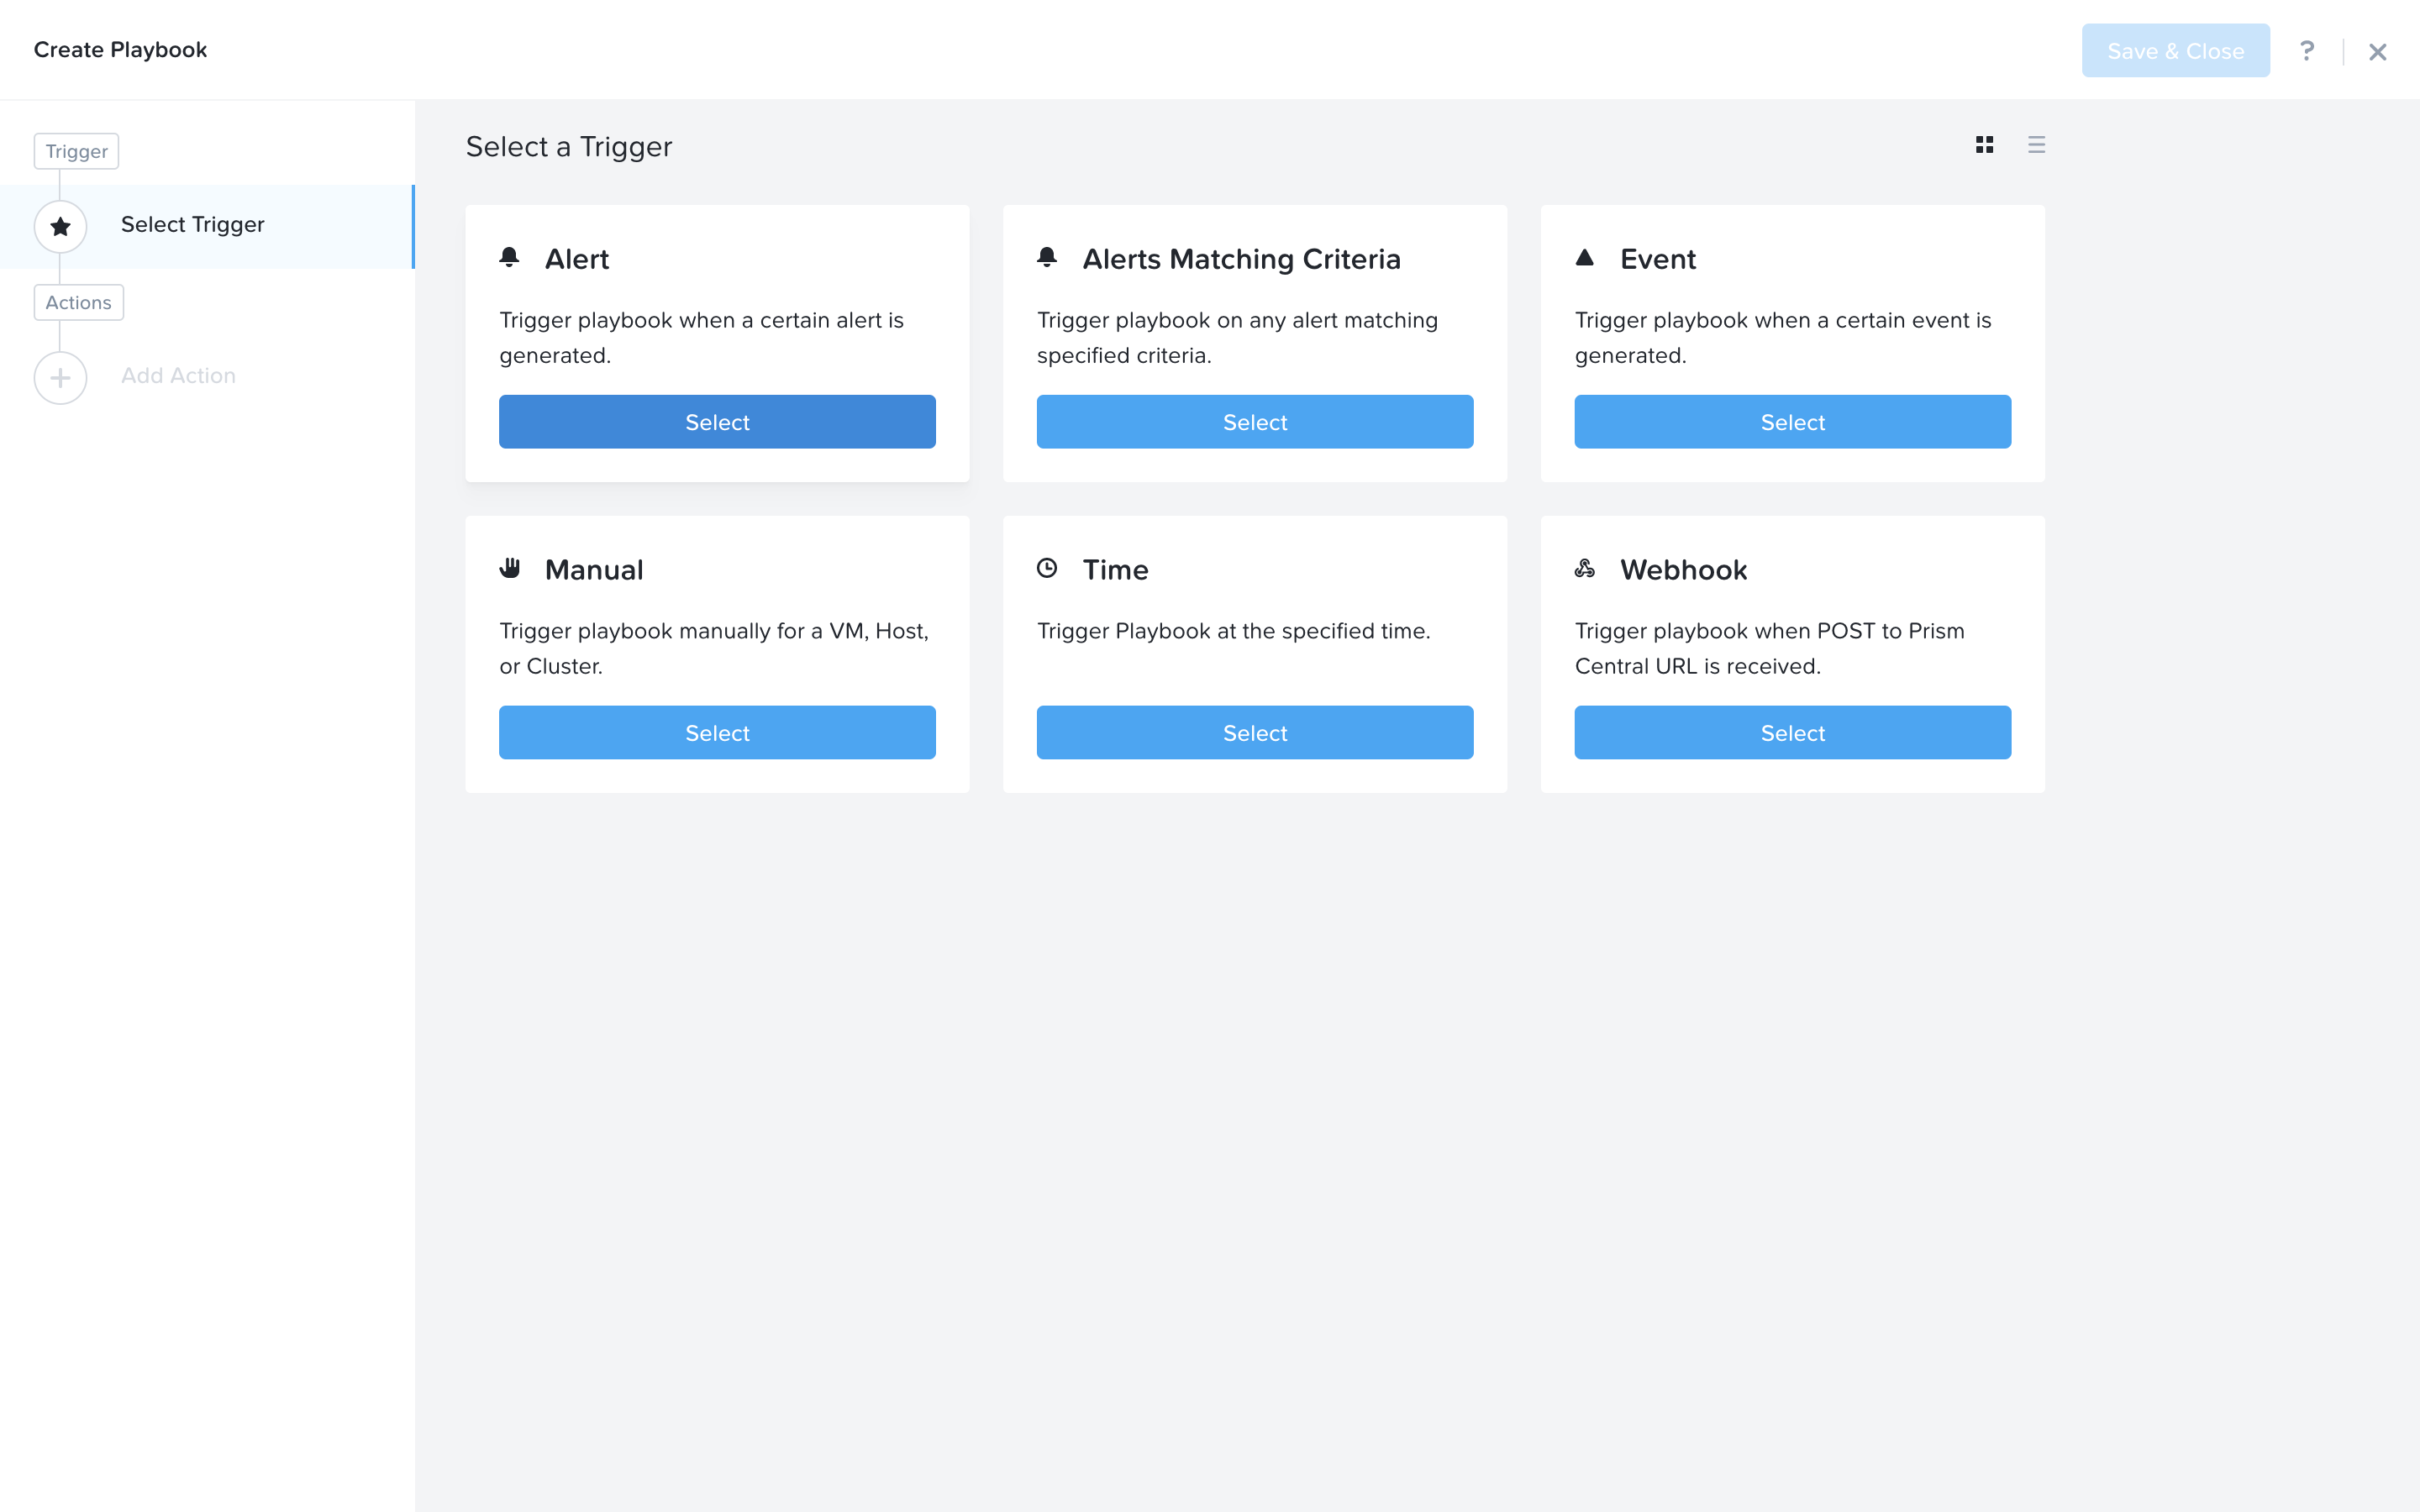 Create Playbook
Save & Close
?
Trigger
Select Trigger
Actions
Add Action
Select a Trigger
Alert
Trigger playbook when a certain alert is
generated.
Select
Alerts Matching Criteria
Trigger playbook on any alert matching
specified criteria.
Select
Event
Trigger playbook when a certain event is
generated.
Select
Manual
Trigger playbook manually for a VM, Host,
or Cluster.
Select
Time
Trigger Playbook at the specified time.
Select
Webhook
Trigger playbook when POST to Prism
Central URL is received.
Select